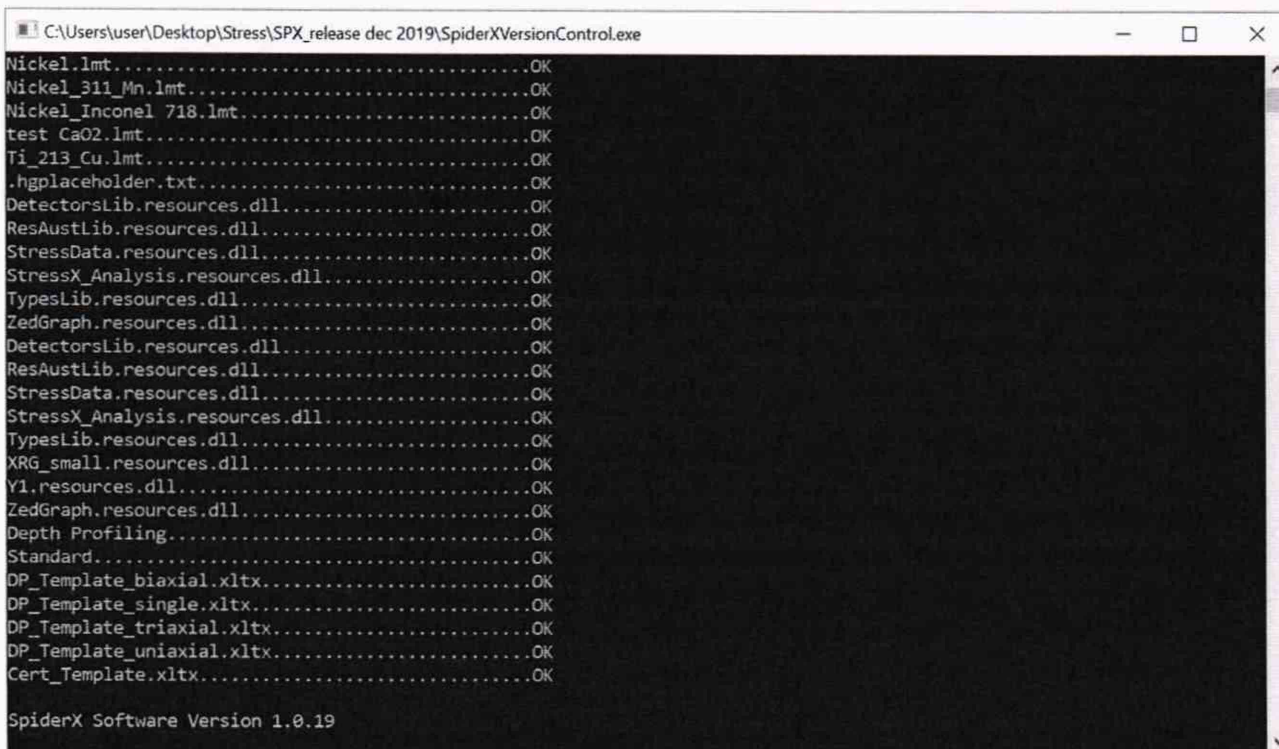 C:\Users\user\Desktop\Stress\SPX_release dec 2019\SpiderXVersionControl.exe
Nickel.lmt........................................OK
Nickel_311_Mn.lmt.................................OK
Nickel_Inconel 718.lmt............................OK
test CaO2.lmt.....................................OK
Ti_213_Cu.lmt.....................................OK
.hgplaceholder.txt................................OK
DetectorsLib.resources.dll........................OK
ResAustLib.resources.dll..........................OK
StressData.resources.dll..........................OK
StressX_Analysis.resources.dll....................OK
TypesLib.resources.dll............................OK
ZedGraph.resources.dll............................OK
DetectorsLib.resources.dll........................OK
ResAustLib.resources.dll..........................OK
StressData.resources.dll..........................OK
StressX_Analysis.resources.dll....................OK
TypesLib.resources.dll............................OK
XRG_small.resources.dll...........................OK
Y1.resources.dll..................................OK
ZedGraph.resources.dll............................OK
Depth Profiling...................................OK
Standard..........................................OK
DP_Template_biaxial.xltx..........................OK
DP_Template_single.xltx...........................OK
DP_Template_triaxial.xltx.........................OK
DP_Template_uniaxial.xltx.........................OK
Cert_Template.xltx................................OK
SpiderX Software Version 1.0.19